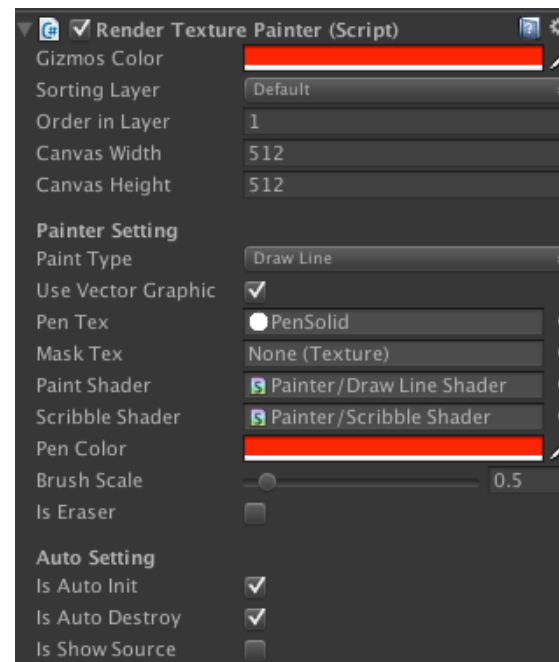 Render Texture Painter (Script)
Gizmos Color
Sorting Layer Default
Order in Layer 1
Canvas Width 512
Canvas Height 512
Painter Setting
Paint Type Draw Line
Use Vector Graphic
Pen Tex PenSolid
Mask Tex None (Texture)
Paint Shader Painter/Draw Line Shader
Scribble Shader Painter/Scribble Shader
Pen Color
Brush Scale 0.5
Is Eraser
Auto Setting
Is Auto Init
Is Auto Destroy
Is Show Source